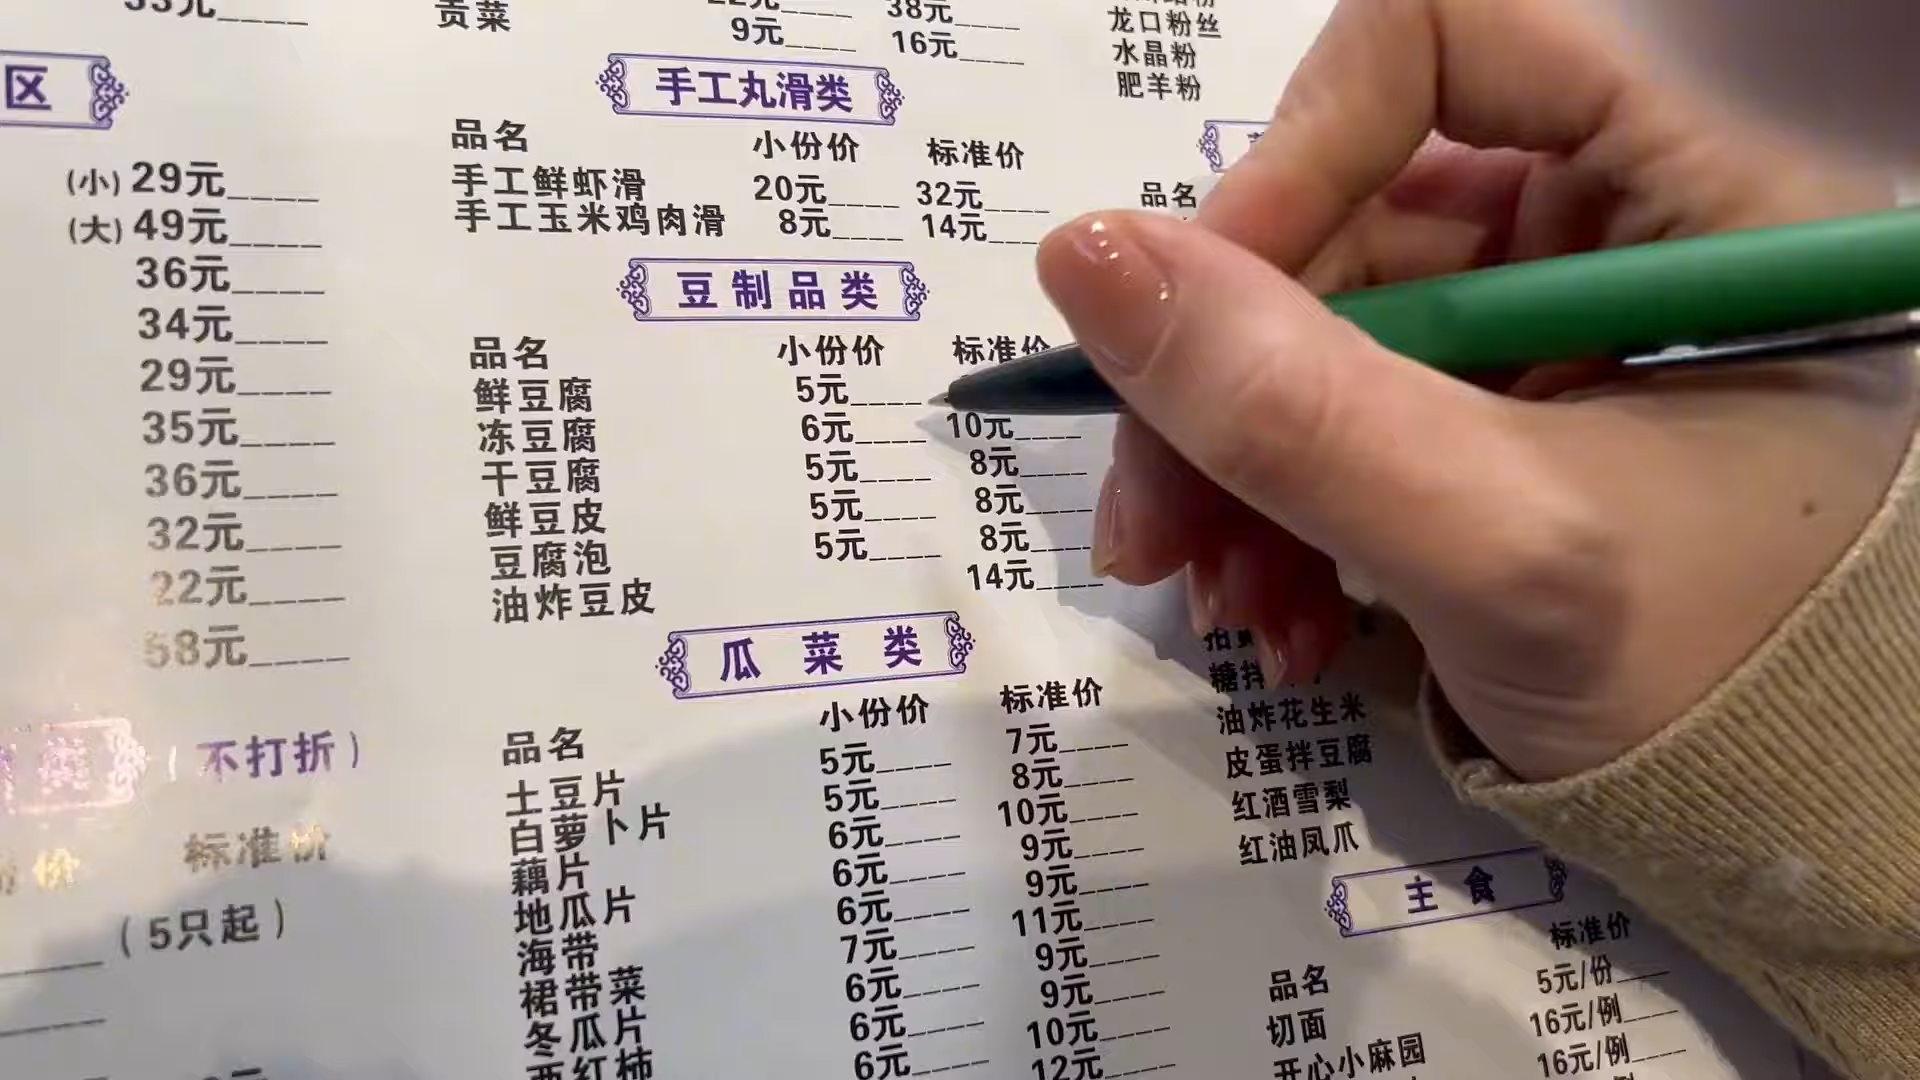 33元____
贡菜
22元____ 38元____
9元____ 16元____
龙口粉丝
水晶粉
肥羊粉
区
(小) 29元____
(大) 49元____
36元____
34元____
29元____
35元____
36元____
32元____
22元____
58元____
(不打折)
标准价
(5只起)
手工丸滑类
品名 小份价 标准价
手工鲜虾滑 20元____ 32元____
手工玉米鸡肉滑 8元____ 14元____
豆制品类
品名 小份价 标准价
鲜豆腐 5元____
冻豆腐 6元____ 10元____
干豆腐 5元____ 8元____
鲜豆皮 5元____ 8元____
豆腐泡 5元____ 8元____
油炸豆皮 14元____
瓜菜类
品名 小份价 标准价
土豆片 5元____ 7元____
白萝卜片 5元____ 8元____
藕片 6元____ 10元____
地瓜片 6元____ 9元____
海带 6元____ 9元____
裙带菜 7元____ 11元____
冬瓜片 6元____ 9元____
西红柿 6元____ 9元____
6元____ 10元____
12元____
品名
油炸花生米
皮蛋拌豆腐
红酒雪梨
红油凤爪
主食
品名 标准价
切面 5元/份____
开心小麻园 16元/例____
16元/例____